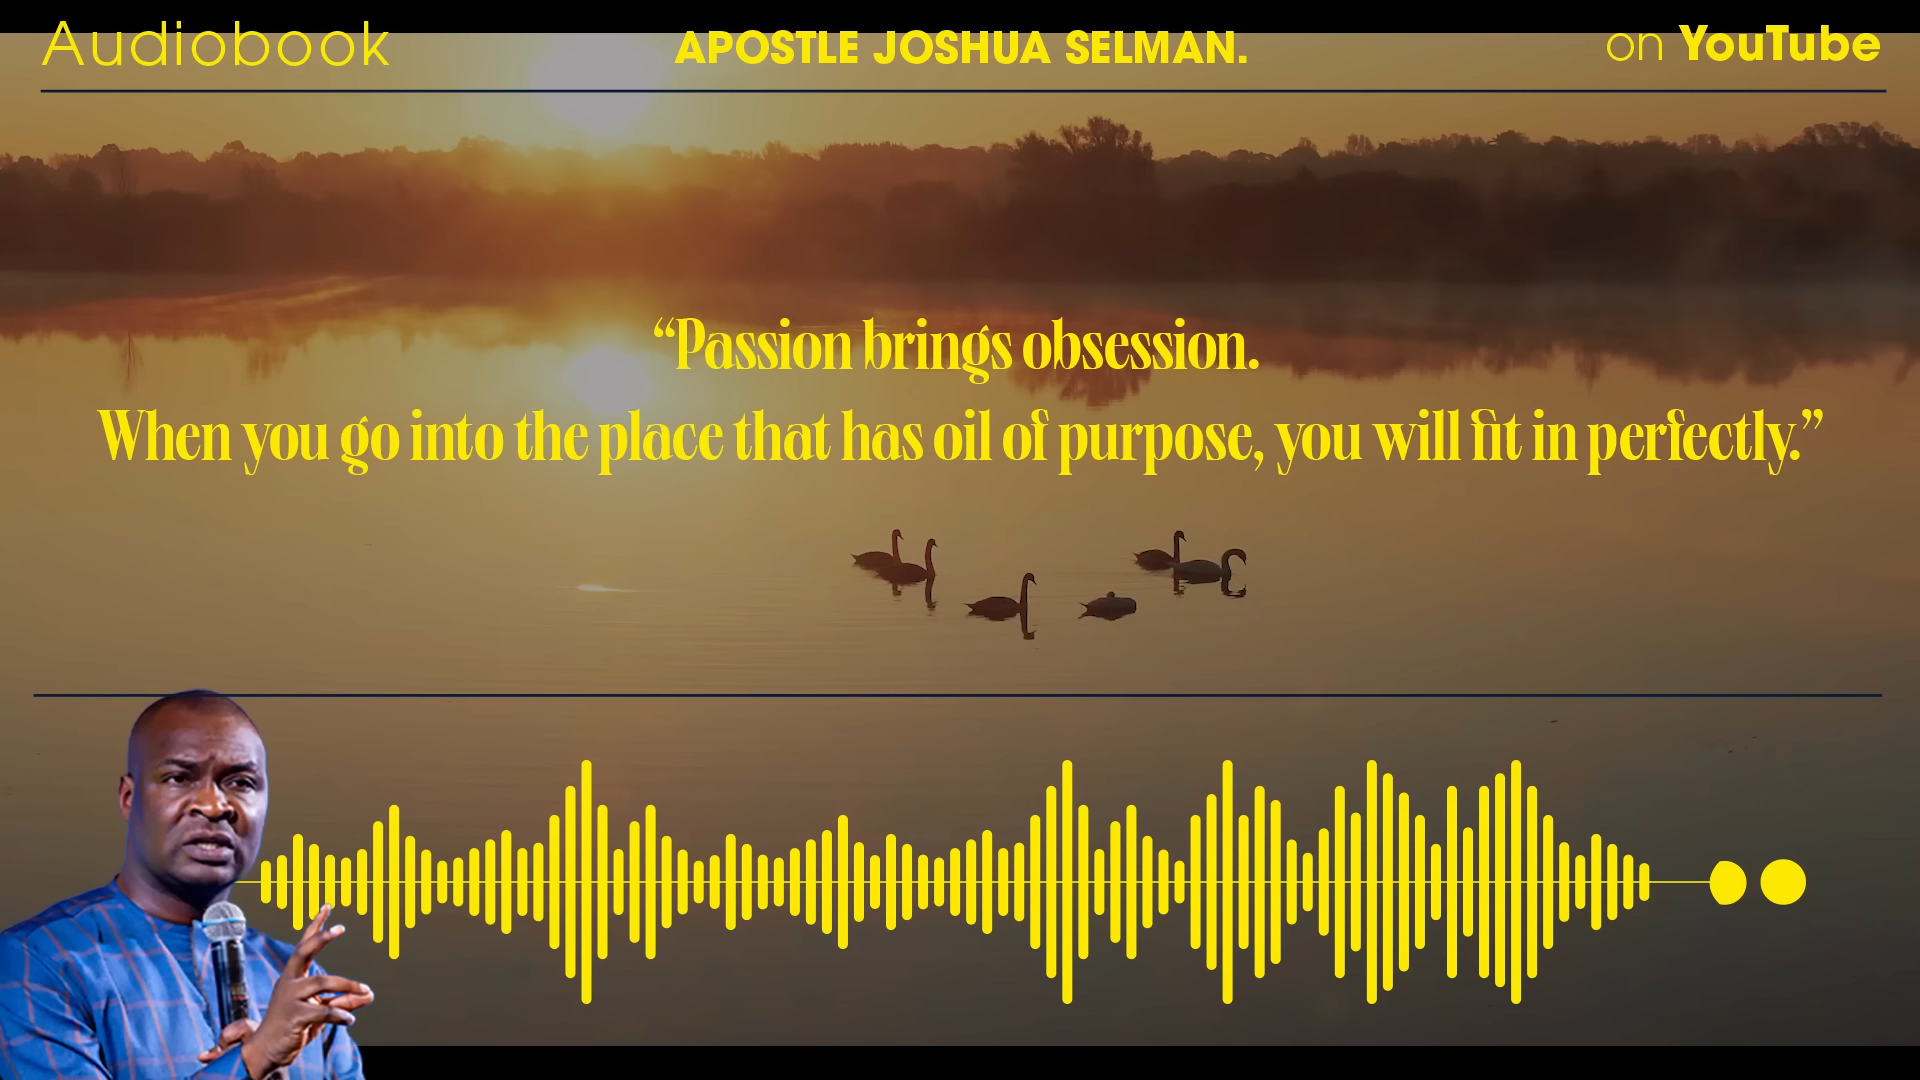 Audiobook
APOSTLE JOSHUA SELMAN.
on YouTube
“Passion brings obsession.
When you go into the place that has oil of purpose, you will fit in perfectly.”